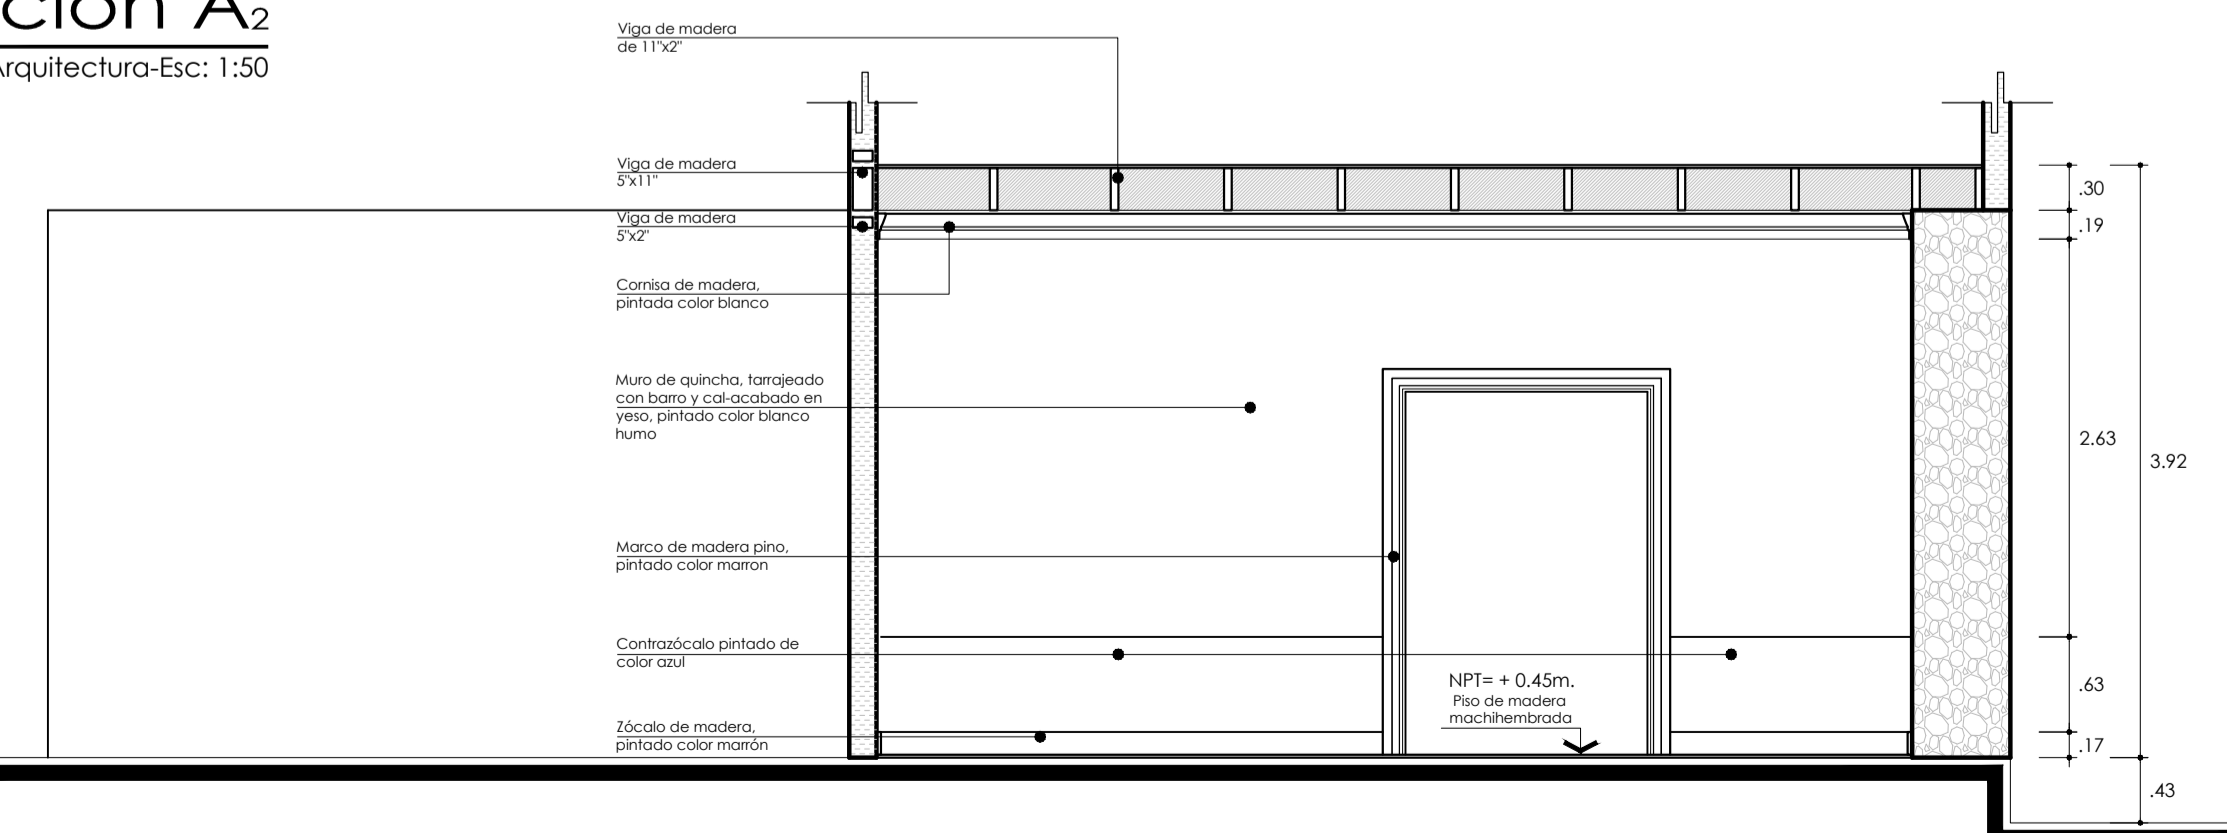 ción A2
Arquitectura-Esc: 1:50
Viga de madera
de 11"x2"
Viga de madera
5"x11"
Viga de madera
5"x2"
Cornisa de madera,
pintada color blanco
Muro de quincha, tarrajeado
con barro y cal-acabado en
yeso, pintado color blanco
humo
Marco de madera pino,
pintado color marron
Contrazócalo pintado de
color azul
Zócalo de madera,
pintado color marrón
NPT= + 0.45m.
Piso de madera
machihembrada
.30
.19
2.63
3.92
.63
.17
.43